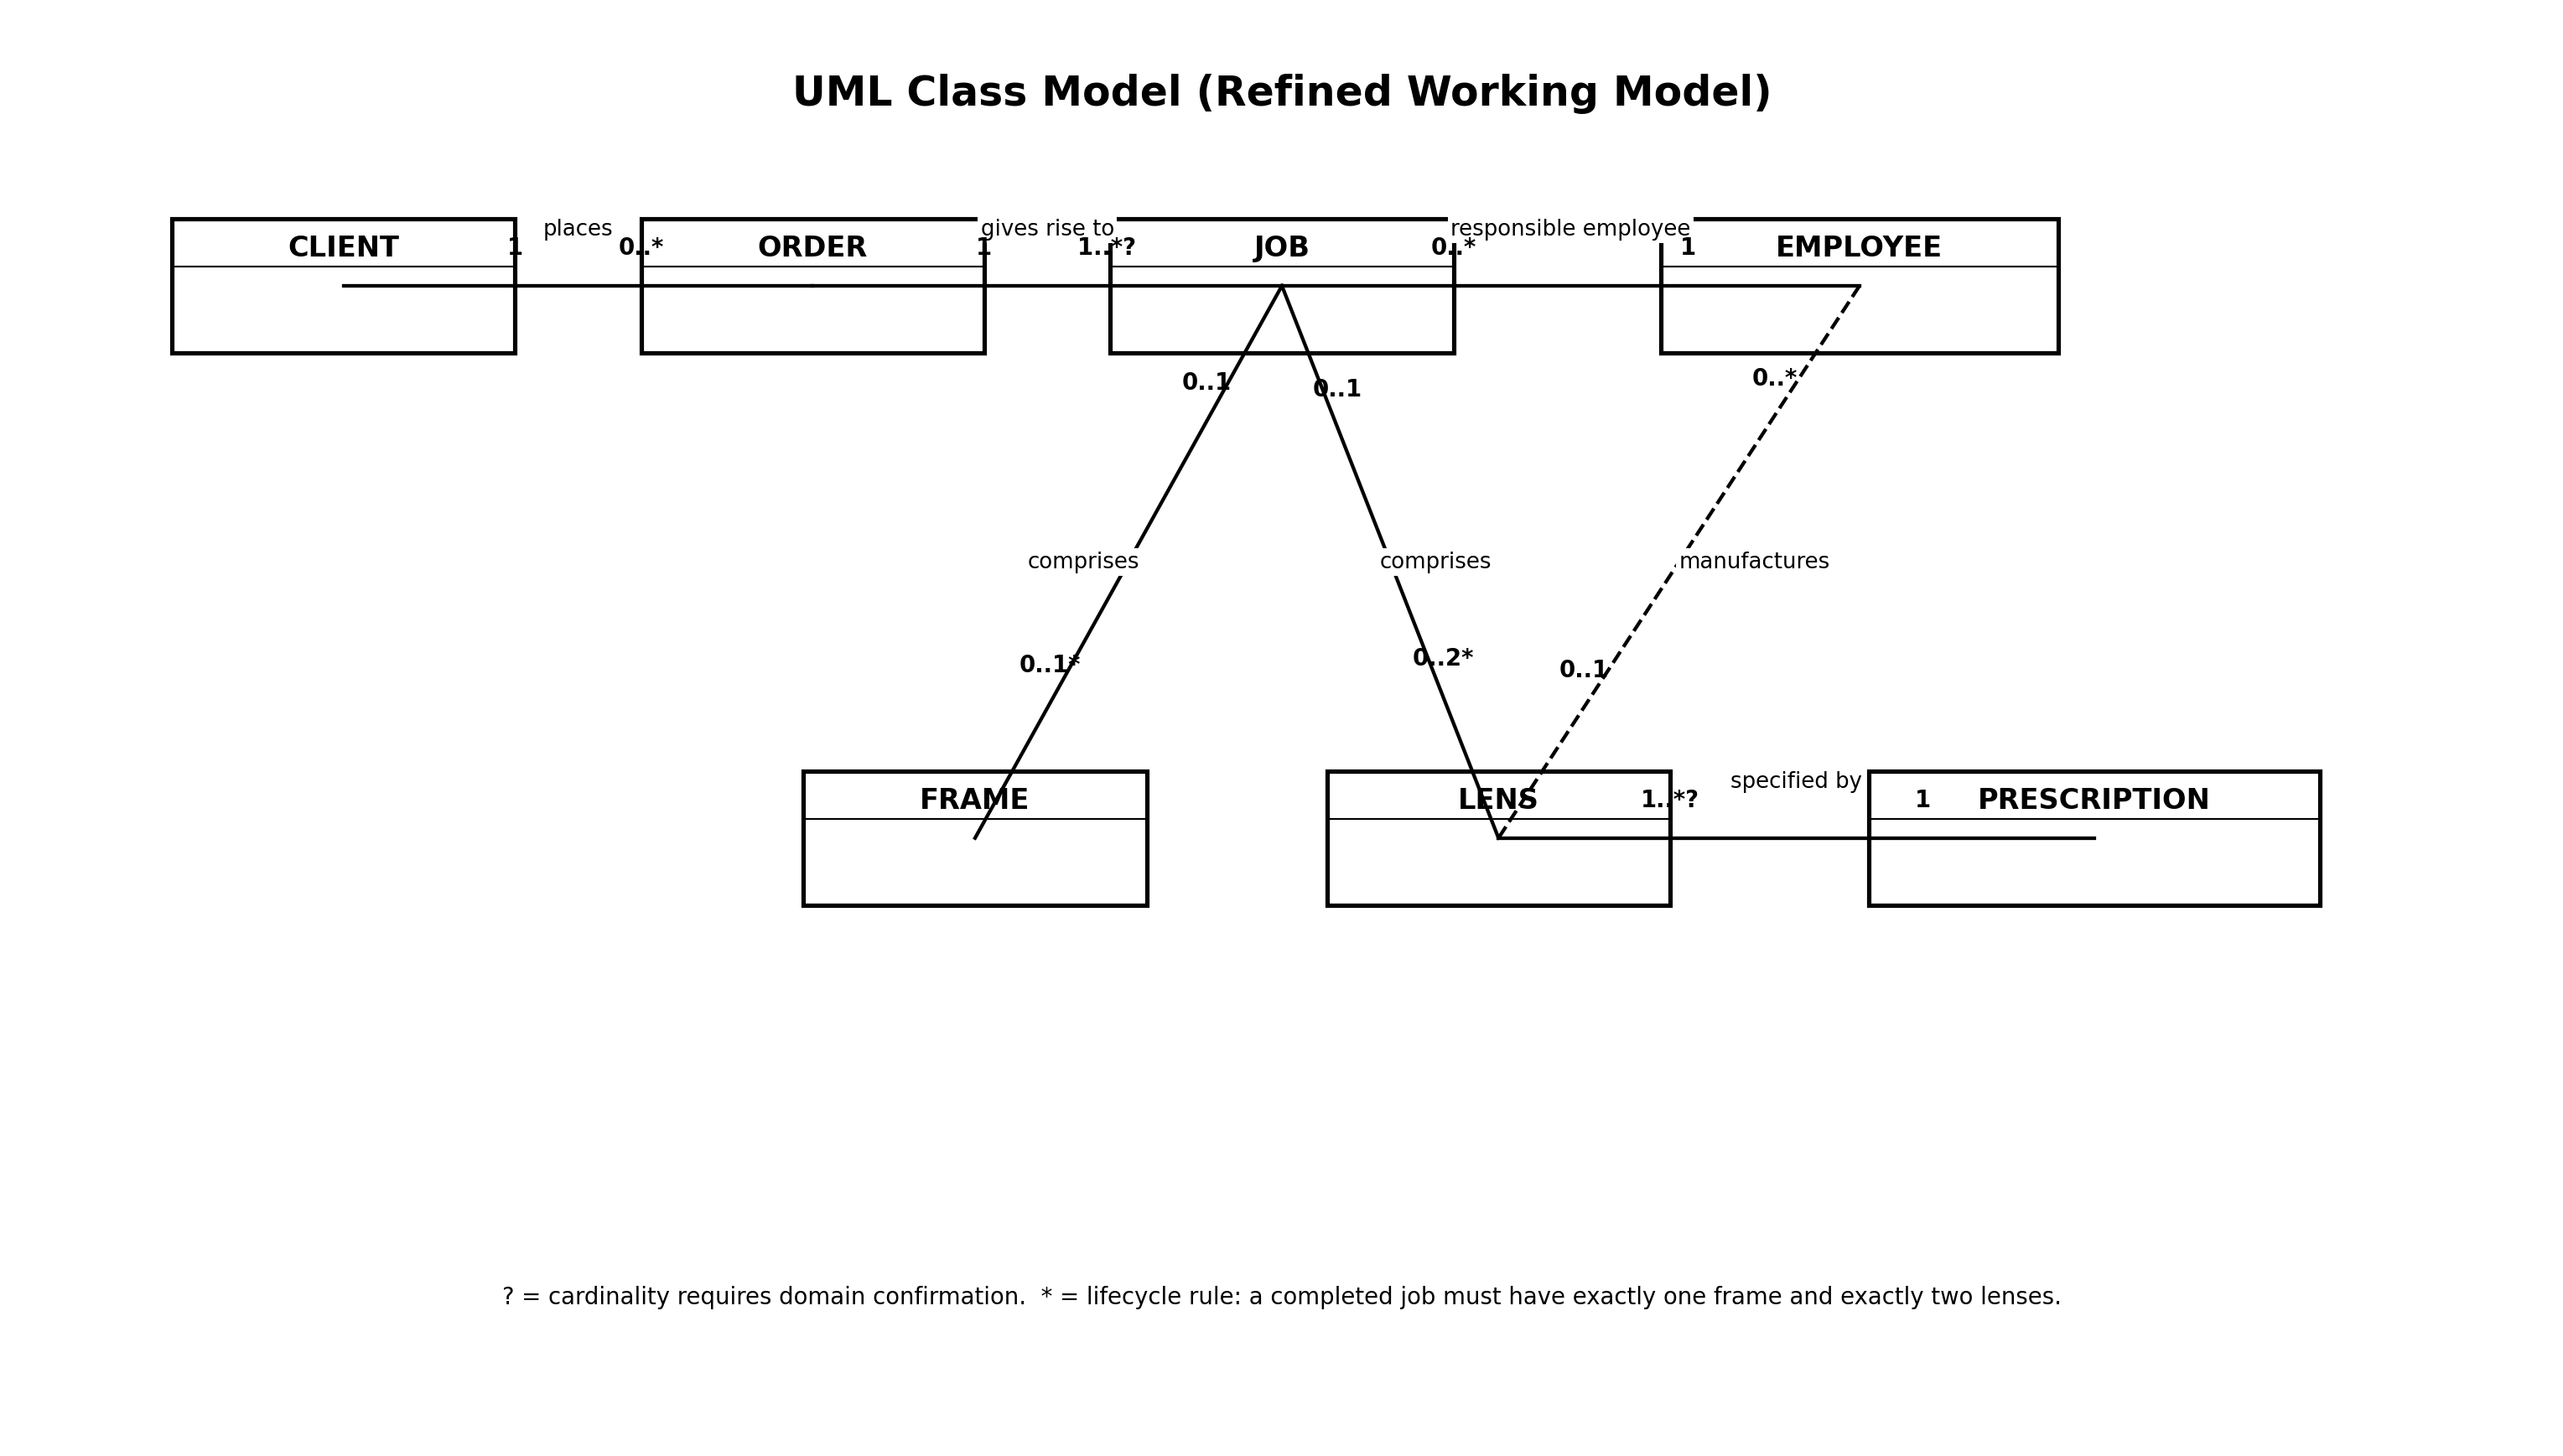 UML Class Model (Refined Working Model)
places
gives rise to
responsible employee
CLIENT
1
0..*
ORDER
1
1..*?
JOB
0..*
1
EMPLOYEE
0..1
0..1
0..*
comprises
comprises
manufactures
0..1*
0..2*
0..1
specified by
FRAME
LENS
1..*?
1
PRESCRIPTION
? = cardinality requires domain confirmation.  * = lifecycle rule: a completed job must have exactly one frame and exactly two lenses.